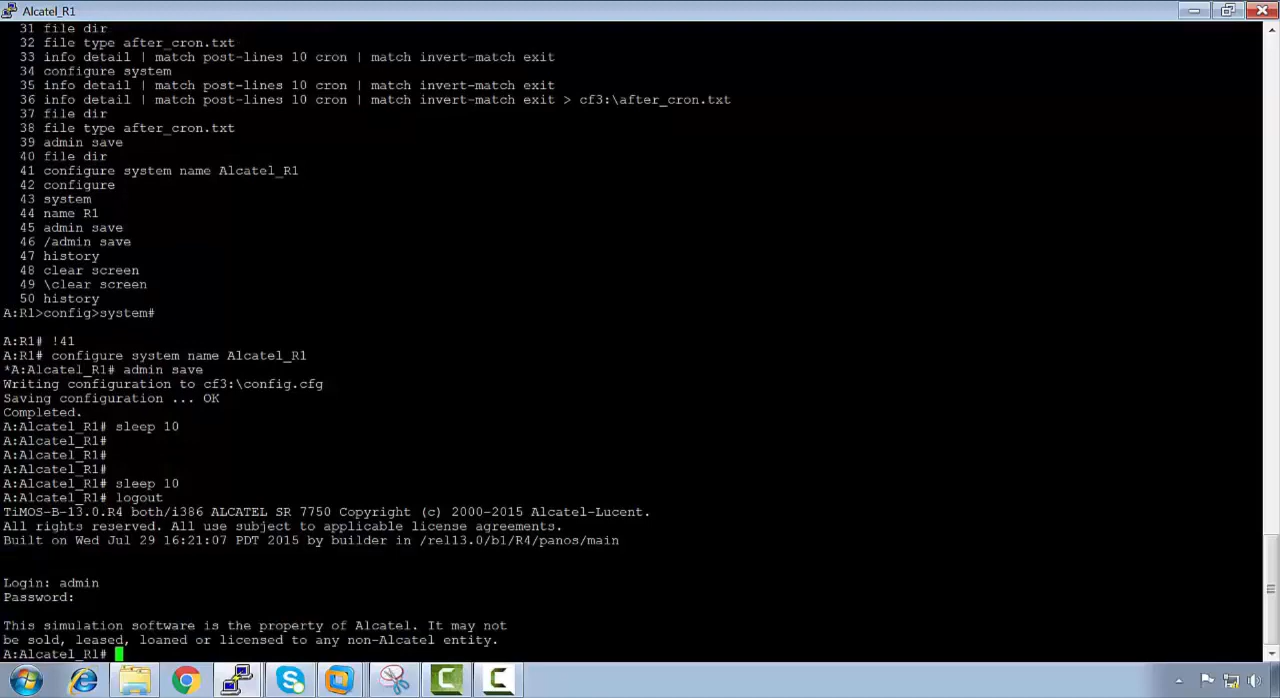 Alcatel_R1
31 file dir
32 file type after_cron.txt
33 info detail | match post-lines 10 cron | match invert-match exit
34 configure system
35 info detail | match post-lines 10 cron | match invert-match exit
36 info detail | match post-lines 10 cron | match invert-match exit > cf3:\after_cron.txt
37 file dir
38 file type after_cron.txt
39 admin save
40 file dir
41 configure system name Alcatel_R1
42 configure
43 system
44 name R1
45 admin save
46 /admin save
47 history
48 clear screen
49 \clear screen
50 history
A:R1>config>system#
A:R1# !41
A:R1# configure system name Alcatel_R1
*A:Alcatel_R1# admin save
Writing configuration to cf3:\config.cfg
Saving configuration ... OK
Completed.
A:Alcatel_R1# sleep 10
A:Alcatel_R1#
A:Alcatel_R1#
A:Alcatel_R1#
A:Alcatel_R1# sleep 10
A:Alcatel_R1# logout
TiMOS-B-13.0.R4 both/i386 ALCATEL SR 7750 Copyright (c) 2000-2015 Alcatel-Lucent.
All rights reserved. All use subject to applicable license agreements.
Built on Wed Jul 29 16:21:07 PDT 2015 by builder in /rel13.0/b1/R4/panos/main
Login: admin
Password:
This simulation software is the property of Alcatel. It may not
be sold, leased, loaned or licensed to any non-Alcatel entity.
A:Alcatel_R1#